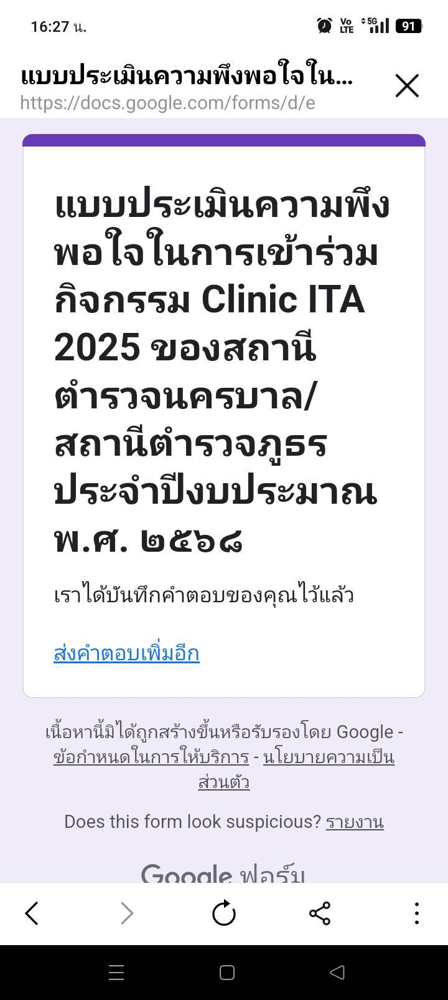 16:27 น.
Vo LTE 5G 91
แบบประเมินความพึงพอใจใน...
https://docs.google.com/forms/d/e
แบบประเมินความพึง
พอใจในการเข้าร่วม
กิจกรรม Clinic ITA
2025 ของสถานี
ตำรวจนครบาล/
สถานีตำรวจภูธร
ประจำปีงบประมาณ
พ.ศ. ๒๕๖๘
เราได้บันทึกคำตอบของคุณไว้แล้ว
ส่งคำตอบเพิ่มอีก
เนื้อหานี้มิได้ถูกสร้างขึ้นหรือรับรองโดย Google -
ข้อกำหนดในการให้บริการ - นโยบายความเป็น
ส่วนตัว
Does this form look suspicious? รายงาน
Google ฟอร์ม